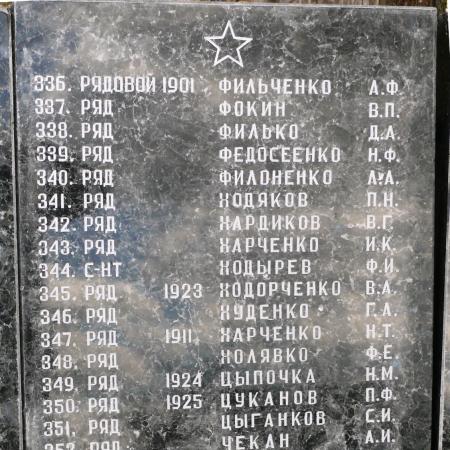 336. РЯДОВОЙ 1901 ФИЛЬЧЕНКО А.Ф.
337. РЯД ФОКИН В.П.
338. РЯД ФИЛЬКО Д.А.
339. РЯД ФЕДОСЕЕНКО Н.Ф.
340. РЯД ФИЛОНЕНКО Л.А.
341. РЯД ХОДЯКОВ П.Н.
342. РЯД ХАРДИКОВ В.Г.
343. РЯД ХАРЧЕНКО И.К.
344. С-НТ ХОДЫРЕВ Ф.И.
345. РЯД 1923 ХОДОРЧЕНКО В.А.
346. РЯД ХУДЕНКО Г.Л.
347. РЯД 1911 ХАРЧЕНКО Н.Т.
348. РЯД ХОЛЯВКО Ф.Е.
349. РЯД 1924 ЦЫПОЧКА Н.М.
350. РЯД 1925 ЦУКАНОВ П.Ф.
351. РЯД ЦЫГАНКОВ С.И.
352. РЯД ЧЕКАН А.И.